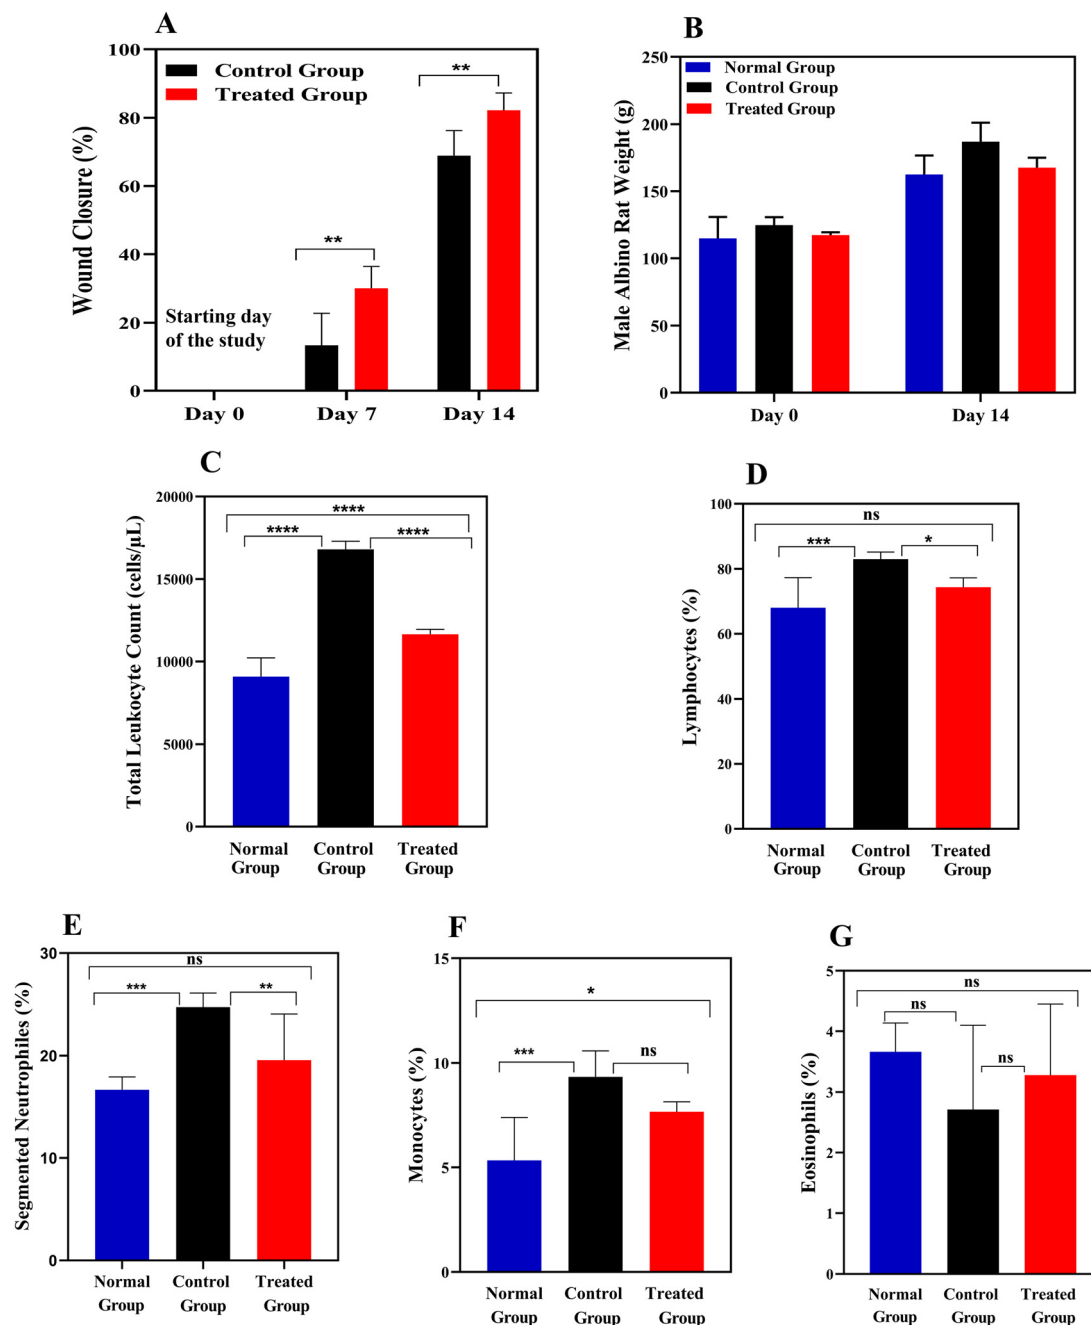 A
Wound Closure (%)
100
80
60
40
20
0
Control Group
Treated Group
**
**
Starting day
of the study
Day 0
Day 7
Day 14
B
Male Albino Rat Weight (g)
250
200
150
100
50
0
Normal Group
Control Group
Treated Group
Day 0
Day 14
C
Total Leukocyte Count (cells/µL)
20000
15000
10000
5000
0
****
****
****
Normal
Group
Control
Group
Treated
Group
D
Lymphocytes (%)
100
80
60
40
20
0
ns
***
*
Normal
Group
Control
Group
Treated
Group
E
Segmented Neutrophiles (%)
30
20
10
0
ns
***
**
Normal
Group
Control
Group
Treated
Group
F
Monocytes (%)
15
10
5
0
*
***
ns
Normal
Group
Control
Group
Treated
Group
G
Eosinophils (%)
5
4
3
2
1
0
ns
ns
ns
Normal
Group
Control
Group
Treated
Group